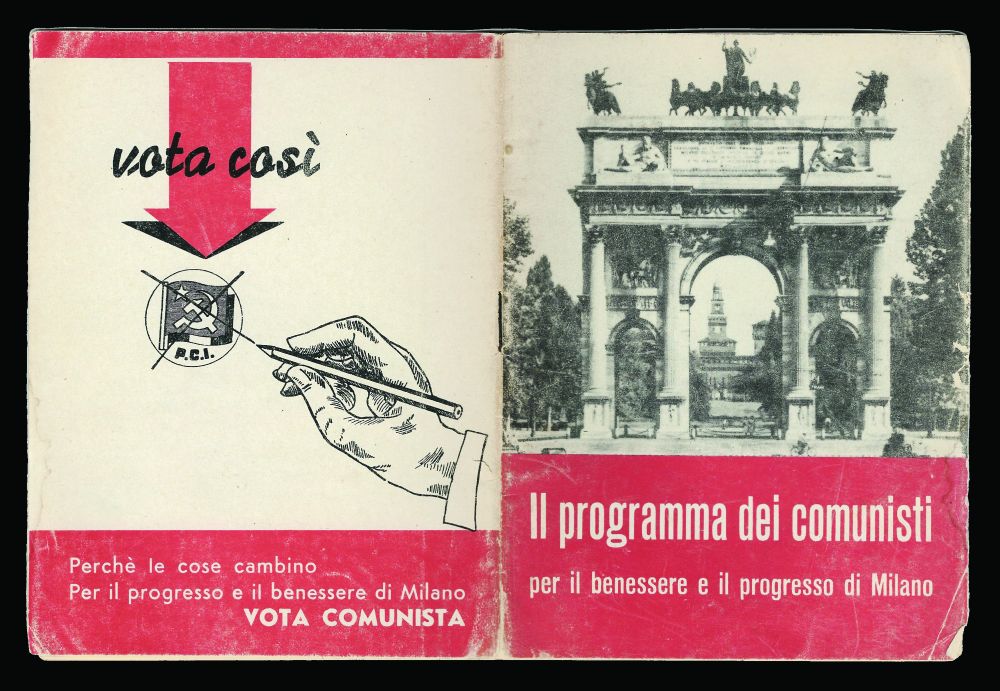 vota così
P.C.I.
Perchè le cose cambino
Per il progresso e il benessere di Milano
VOTA COMUNISTA
Il programma dei comunisti
per il benessere e il progresso di Milano